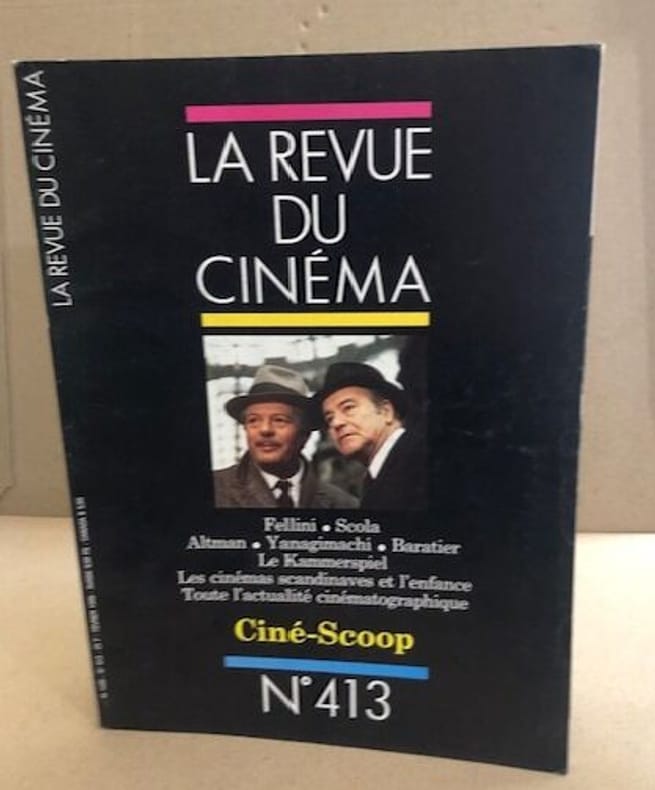 LA REVUE DU CINÉMA
LA REVUE
DU
CINÉMA
Fellini • Scola
Altman • Yanagimachi • Baratier
Le Kammerspiel
Les cinémas scandinaves et l'enfance
Toute l'actualité cinématographique
Ciné-Scoop
N°413